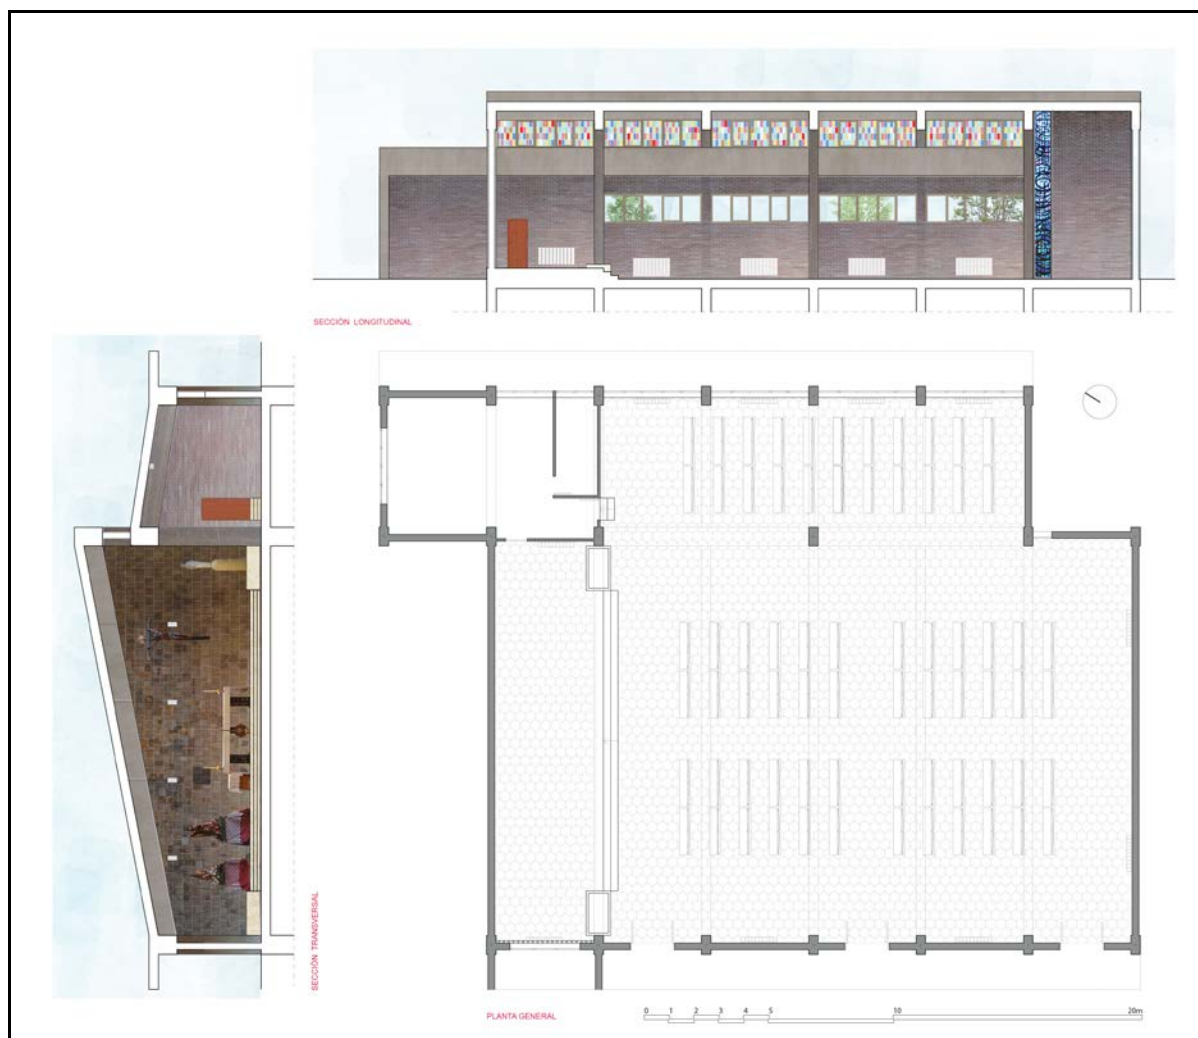 SECCIÓN LONGITUDINAL
SECCIÓN TRANSVERSAL
PLANTA GENERAL
0 1 2 3 4 5 10 20m